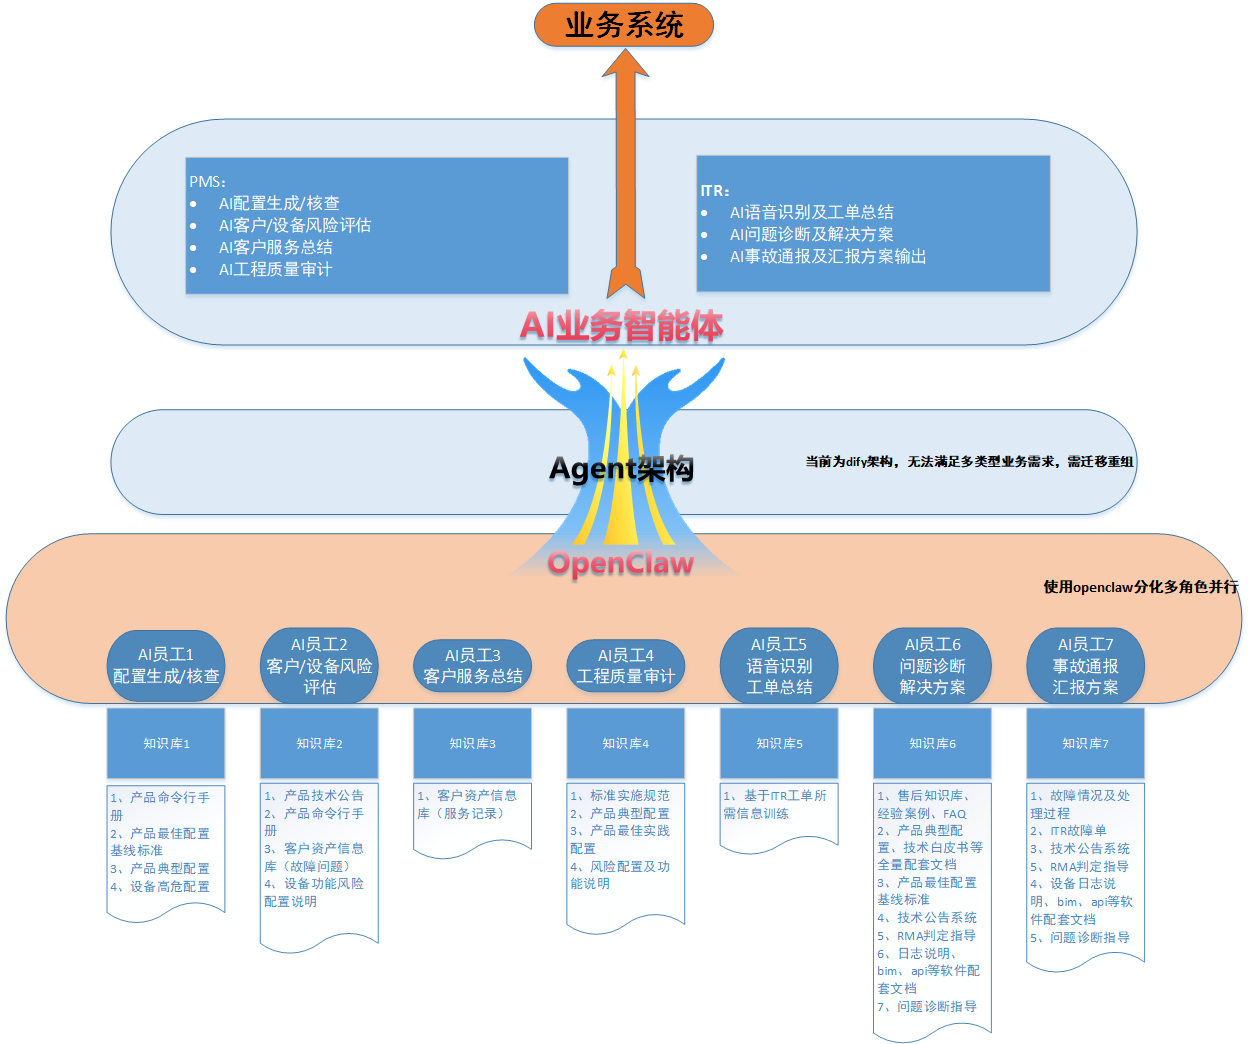 业务系统
PMS：
AI配置生成/核查
AI客户/设备风险评估
AI客户服务总结
AI工程质量审计
ITR：
AI语音识别及工单总结
AI问题诊断及解决方案
AI事故通报及汇报方案输出
AI业务智能体
Agent架构
当前为dify架构，无法满足多类型业务需求，需迁移重组
OpenClaw
使用openclaw分化多角色并行
AI员工1
配置生成/核查
AI员工2
客户/设备风险
评估
AI员工3
客户服务总结
AI员工4
工程质量审计
AI员工5
语音识别
工单总结
AI员工6
问题诊断
解决方案
AI员工7
事故通报
汇报方案
知识库1
知识库2
知识库3
知识库4
知识库5
知识库6
知识库7
1、产品命令行手
册
2、产品最佳配置
基线标准
3、产品典型配置
4、设备高危配置
1、产品技术公告
2、产品命令行手
册
3、客户资产信息
库（故障问题）
4、设备功能风险
配置说明
1、客户资产信息
库（服务记录）
1、标准实施规范
2、产品典型配置
3、产品最佳实践
配置
4、风险配置及功
能说明
1、基于ITR工单所
需信息训练
1、售后知识库、
经验案例、FAQ
2、产品典型配
置、技术白皮书等
全量配套文档
3、产品最佳配置
基线标准
4、技术公告系统
5、RMA判定指导
6、日志说明、
bim、api等软件配
套文档
7、问题诊断指导
1、故障情况及处
理过程
2、ITR故障单
3、技术公告系统
5、RMA判定指导
4、设备日志说
明、bim、api等软
件配套文档
5、问题诊断指导